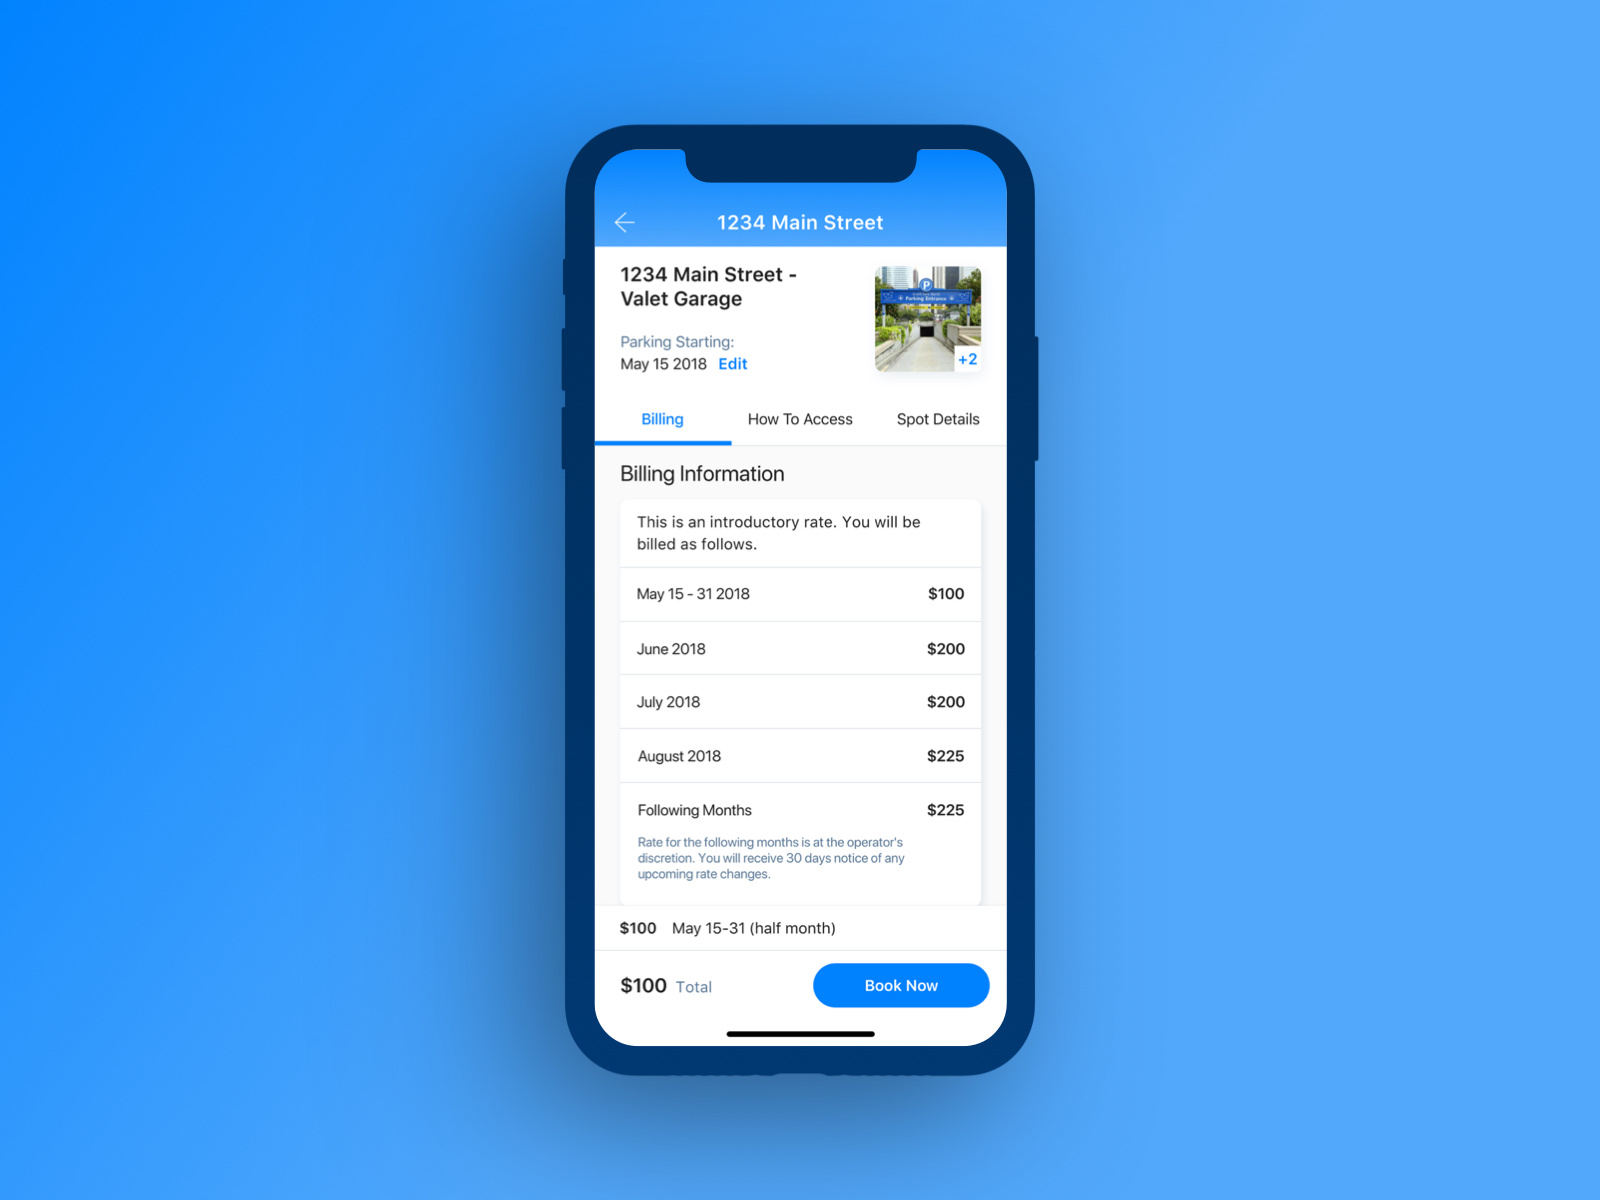 1234 Main Street
1234 Main Street -
Valet Garage
Parking Starting:
May 15 2018 Edit
P
Parking Entrance
+2
Billing How To Access Spot Details
Billing Information
This is an introductory rate. You will be
billed as follows.
May 15 - 31 2018 $100
June 2018 $200
July 2018 $200
August 2018 $225
Following Months $225
Rate for the following months is at the operator's
discretion. You will receive 30 days notice of any
upcoming rate changes.
$100 May 15-31 (half month)
$100 Total Book Now